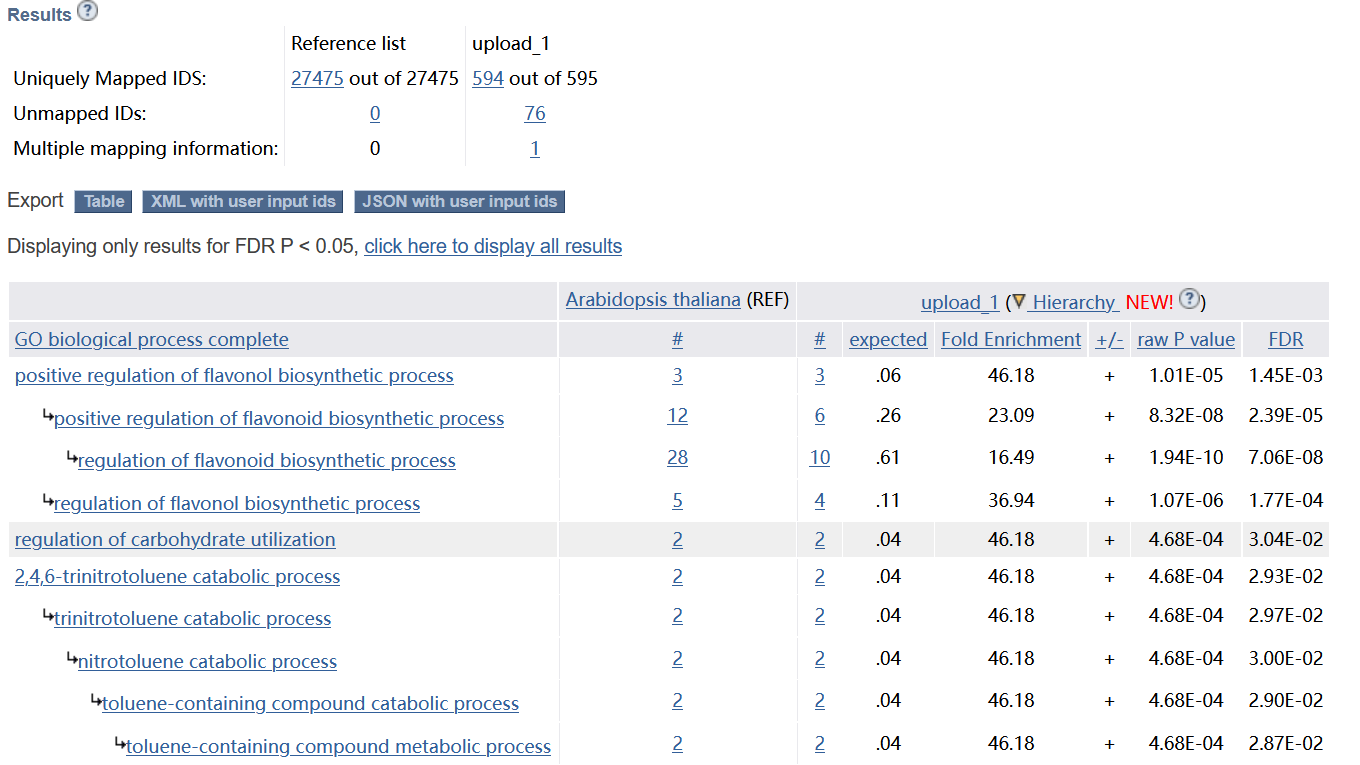 Results ?
Reference list upload_1
Uniquely Mapped IDS: 27475 out of 27475 594 out of 595
Unmapped IDs: 0 76
Multiple mapping information: 0 1
Export Table XML with user input ids JSON with user input ids
Displaying only results for FDR P < 0.05, click here to display all results
Arabidopsis thaliana (REF) upload_1 (Hierarchy NEW! ?)
GO biological process complete # # expected Fold Enrichment +/- raw P value FDR
positive regulation of flavonol biosynthetic process 3 3 .06 46.18 + 1.01E-05 1.45E-03
positive regulation of flavonoid biosynthetic process 12 6 .26 23.09 + 8.32E-08 2.39E-05
regulation of flavonoid biosynthetic process 28 10 .61 16.49 + 1.94E-10 7.06E-08
regulation of flavonol biosynthetic process 5 4 .11 36.94 + 1.07E-06 1.77E-04
regulation of carbohydrate utilization 2 2 .04 46.18 + 4.68E-04 3.04E-02
2,4,6-trinitrotoluene catabolic process 2 2 .04 46.18 + 4.68E-04 2.93E-02
trinitrotoluene catabolic process 2 2 .04 46.18 + 4.68E-04 2.97E-02
nitrotoluene catabolic process 2 2 .04 46.18 + 4.68E-04 3.00E-02
toluene-containing compound catabolic process 2 2 .04 46.18 + 4.68E-04 2.90E-02
toluene-containing compound metabolic process 2 2 .04 46.18 + 4.68E-04 2.87E-02